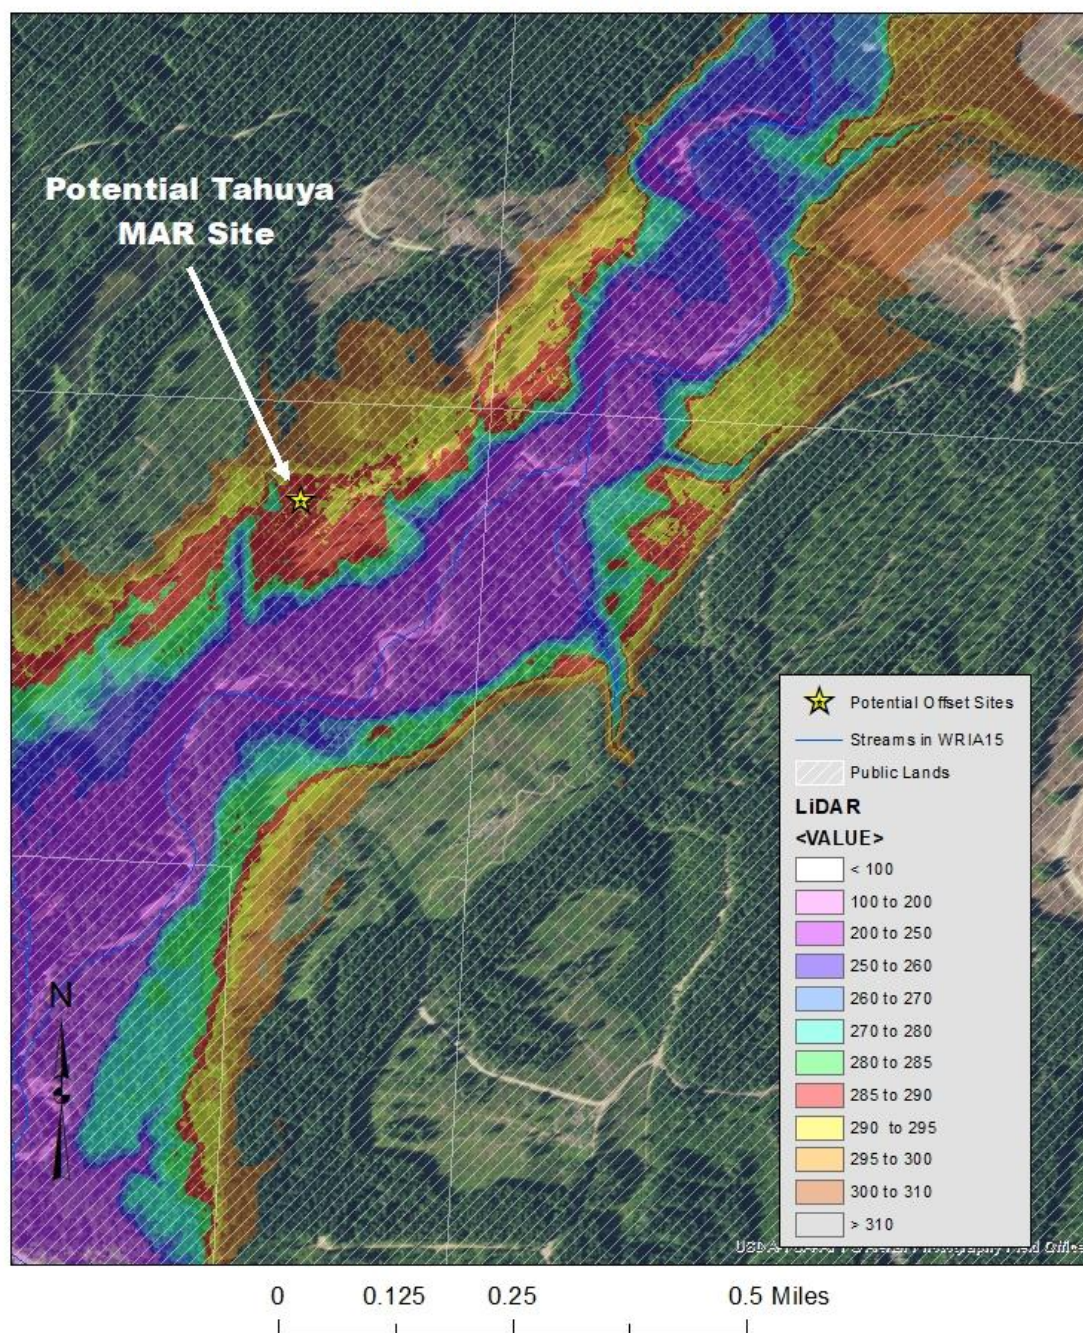 Potential Tahuya
MAR Site
N
Potential Offset Sites
Streams in WRIA15
Public Lands
LiDAR
<VALUE>
< 100
100 to 200
200 to 250
250 to 260
260 to 270
270 to 280
280 to 285
285 to 290
290 to 295
295 to 300
300 to 310
> 310
Field Office
0 0.125 0.25 0.5 Miles